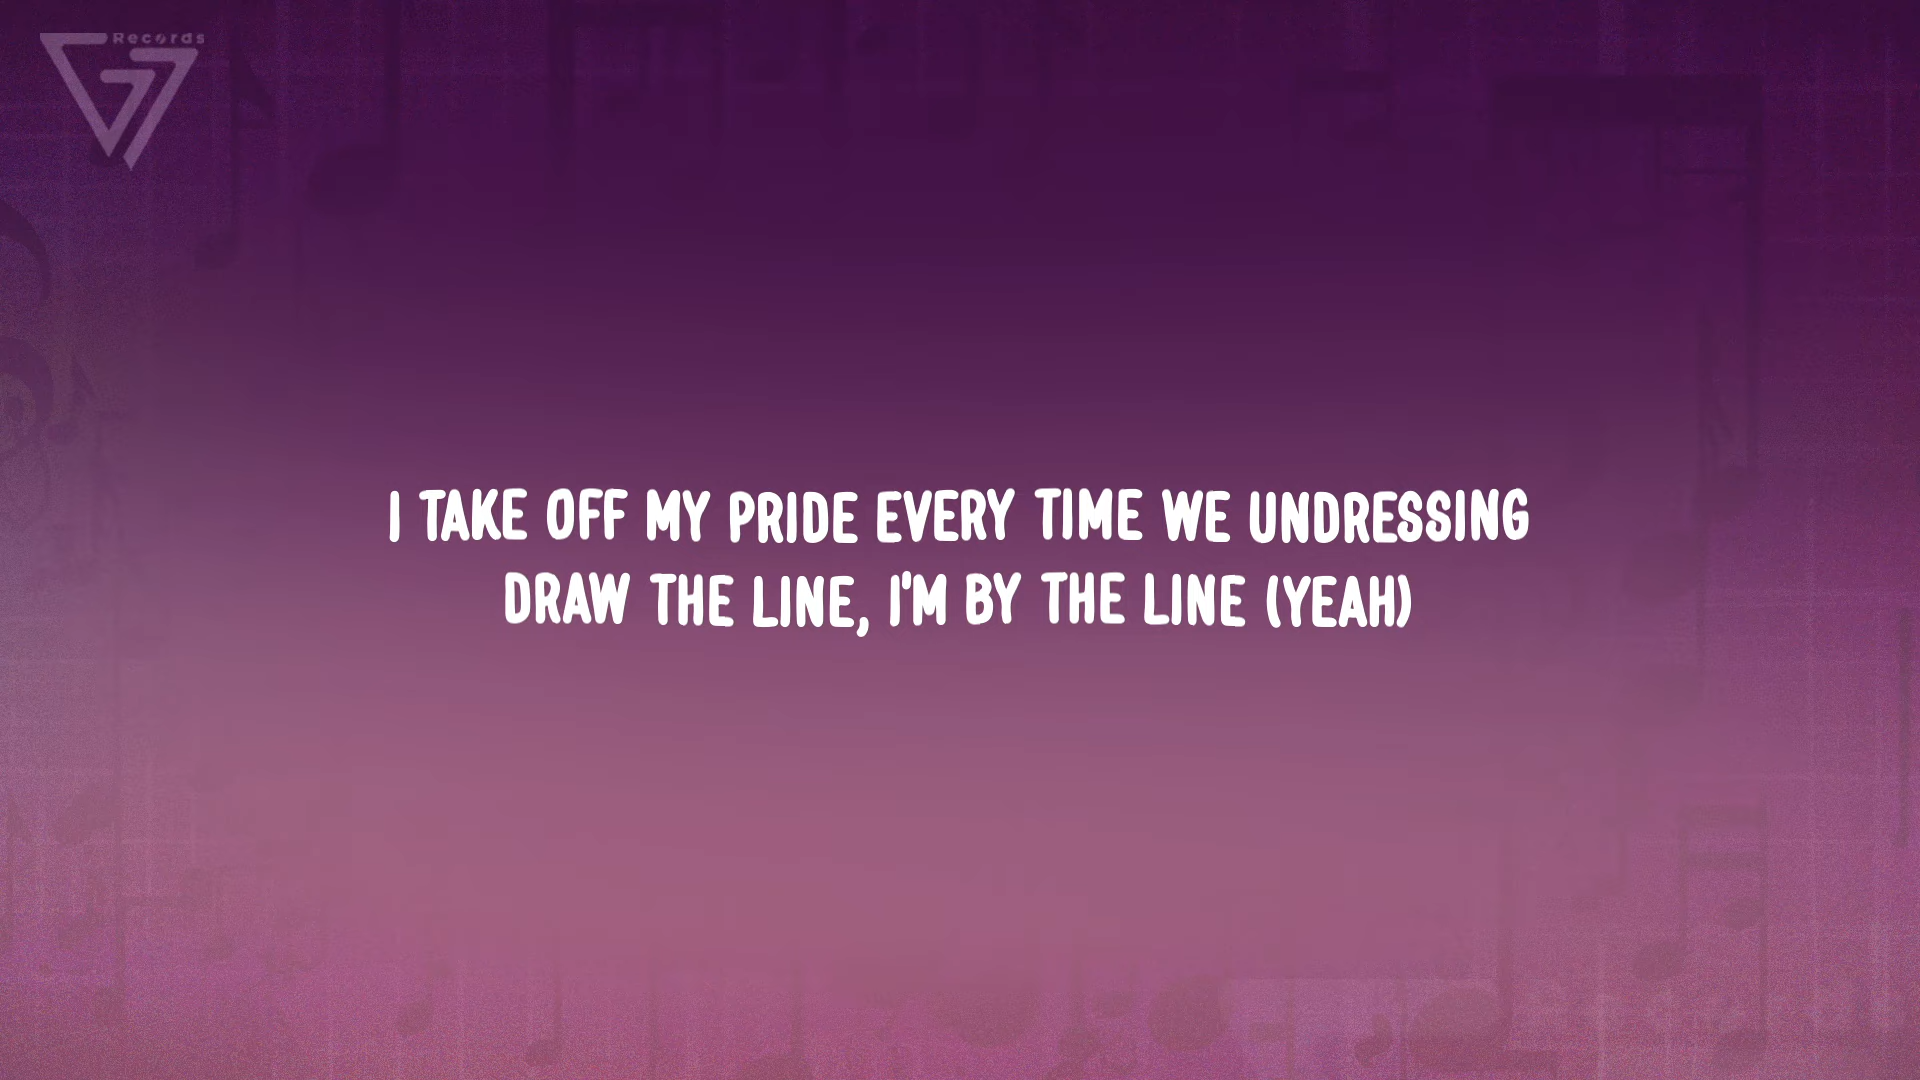 Records
I TAKE OFF MY PRIDE EVERY TIME WE UNDRESSING
DRAW THE LINE, I'M BY THE LINE (YEAH)